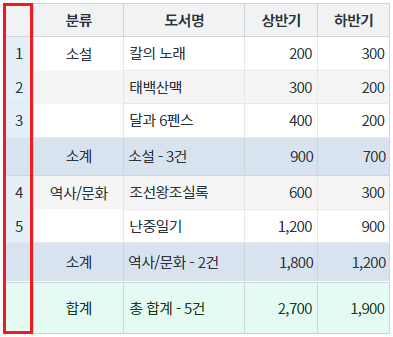 분류 도서명 상반기 하반기
1 소설 칼의 노래 200 300
2 태백산맥 300 200
3 달과 6펜스 400 200
소계 소설 - 3건 900 700
4 역사/문화 조선왕조실록 600 300
5 난중일기 1,200 900
소계 역사/문화 - 2건 1,800 1,200
합계 총 합계 - 5건 2,700 1,900